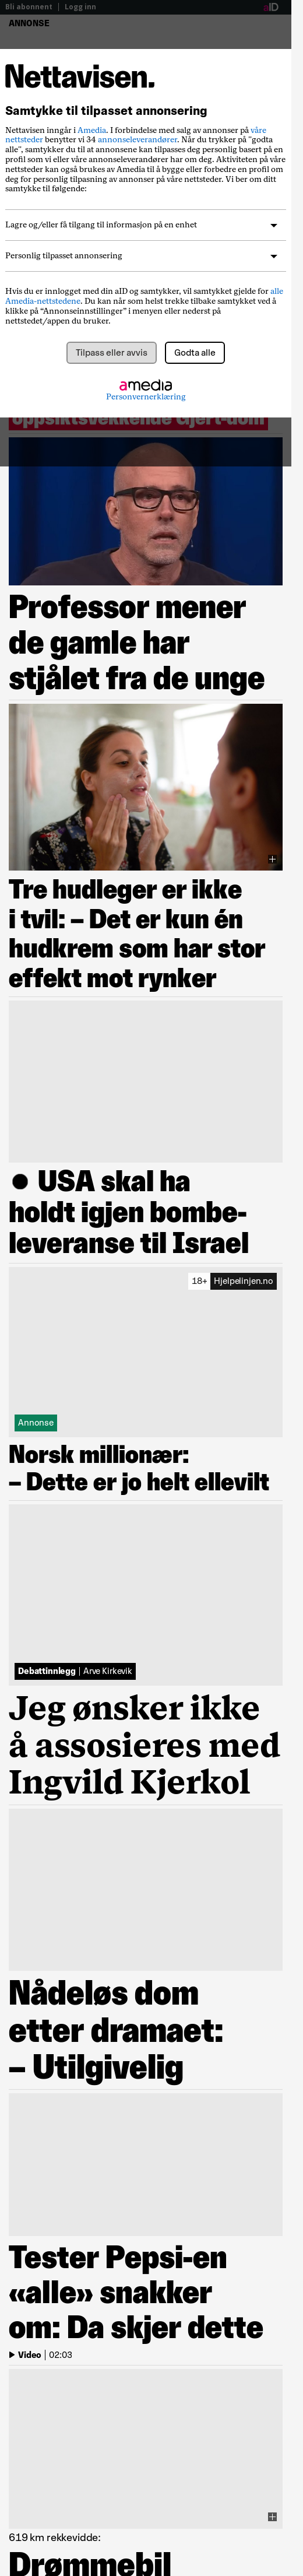 Bli abonnent | Logg inn aID
ANNONSE
Nettavisen.
Samtykke til tilpasset annonsering
Nettavisen inngår i Amedia. I forbindelse med salg av annonser på våre
nettsteder benytter vi 34 annonseleverandører. Når du trykker på "godta
alle", samtykker du til at annonsene kan tilpasses deg personlig basert på en
profil som vi eller våre annonseleverandører har om deg. Aktiviteten på våre
nettsteder kan også brukes av Amedia til å bygge eller forbedre en profil om
deg for personlig tilpasning av annonser på våre nettsteder. Vi ber om ditt
samtykke til følgende:
Lagre og/eller få tilgang til informasjon på en enhet
Personlig tilpasset annonsering
Hvis du er innlogget med din aID og samtykker, vil samtykket gjelde for alle
Amedia-nettstedene. Du kan når som helst trekke tilbake samtykket ved å
klikke på “Annonseinnstillinger” i menyen eller nederst på
nettstedet/appen du bruker.
Tilpass eller avvis Godta alle
amedia
Personvernerklæring
oppsiktsvekkende Gjert-dom
Professor mener
de gamle har
stjålet fra de unge
Tre hudleger er ikke
i tvil: – Det er kun én
hudkrem som har stor
effekt mot rynker
● USA skal ha
holdt igjen bombe-
leveranse til Israel
18+ Hjelpelinjen.no
Annonse
Norsk millionær:
– Dette er jo helt ellevilt
Debattinnlegg | Arve Kirkevik
Jeg ønsker ikke
å assosieres med
Ingvild Kjerkol
Nådeløs dom
etter dramaet:
– Utilgivelig
Tester Pepsi-en
«alle» snakker
om: Da skjer dette
Video | 02:03
619 km rekkevidde:
Drømmebil